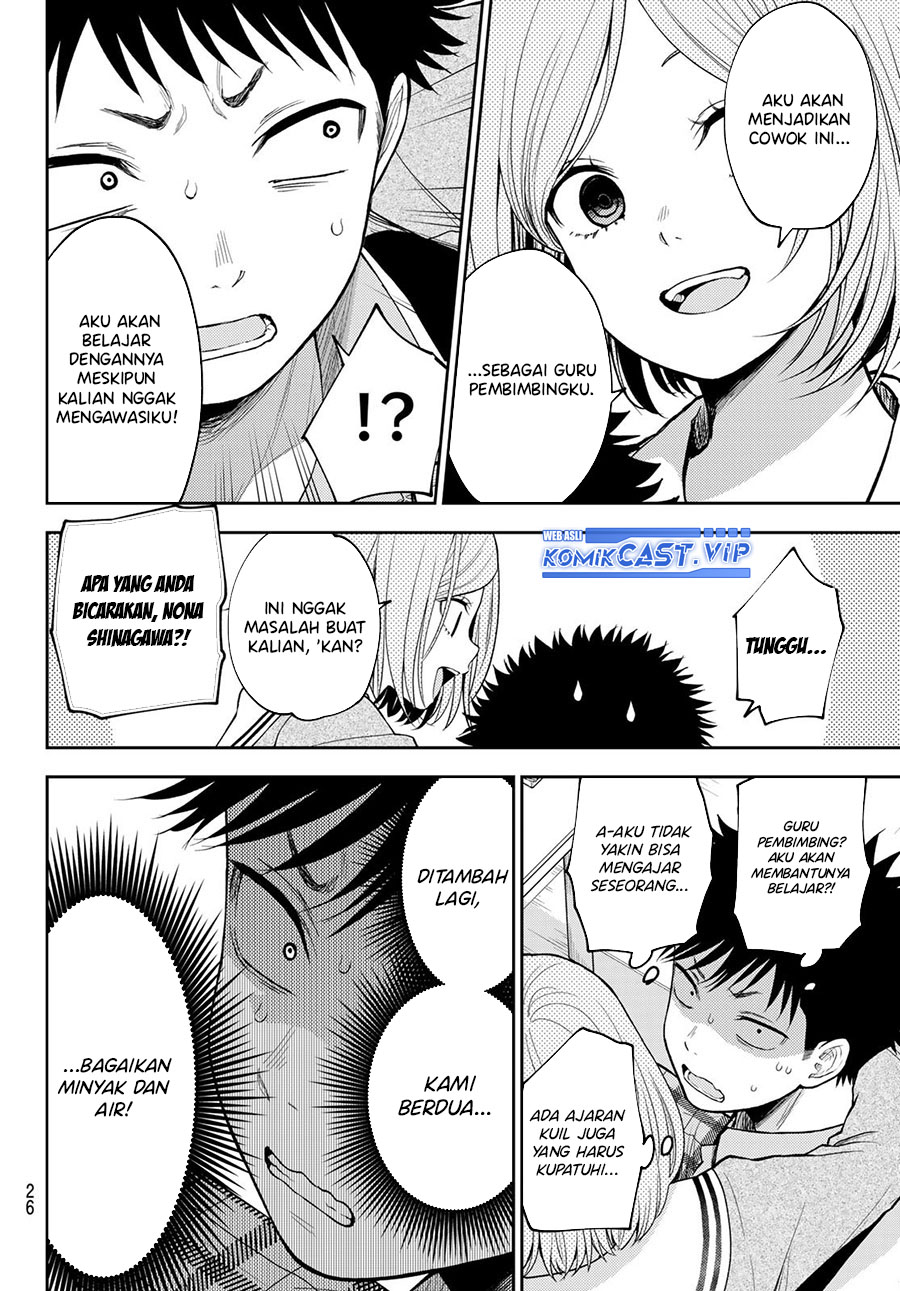 AKU AKAN
MENJADIKAN
COWOK INI...
...SEBAGAI GURU
PEMBIMBINGKU.
!?
AKU AKAN
BELAJAR
DENGANNYA
MESKIPUN
KALIAN NGGAK
MENGAWASIKU!
WEB ASLI
KOMIKCAST.VIP
TUNGGU...
INI NGGAK
MASALAH BUAT
KALIAN, 'KAN?
APA YANG ANDA
BICARAKAN, NONA
SHINAGAWA?!
GURU
PEMBIMBING?
AKU AKAN
MEMBANTUNYA
BELAJAR?!
A-AKU TIDAK
YAKIN BISA
MENGAJAR
SESEORANG...
ADA AJARAN
KUIL JUGA
YANG HARUS
KUPATUHI...
DITAMBAH
LAGI,
KAMI
BERDUA...
...BAGAIKAN
MINYAK DAN
AIR!
26